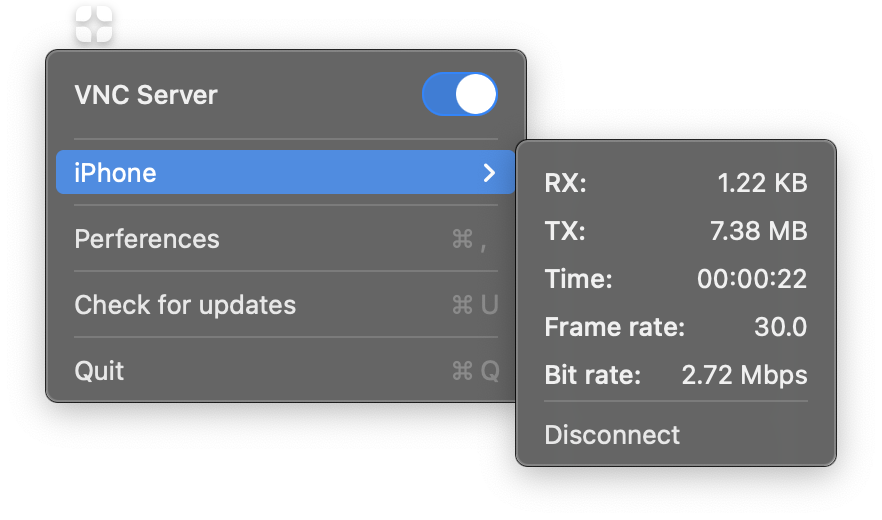 VNC Server
iPhone
Perferences ⌘ ,
Check for updates ⌘ U
Quit ⌘ Q
RX: 1.22 KB
TX: 7.38 MB
Time: 00:00:22
Frame rate: 30.0
Bit rate: 2.72 Mbps
Disconnect